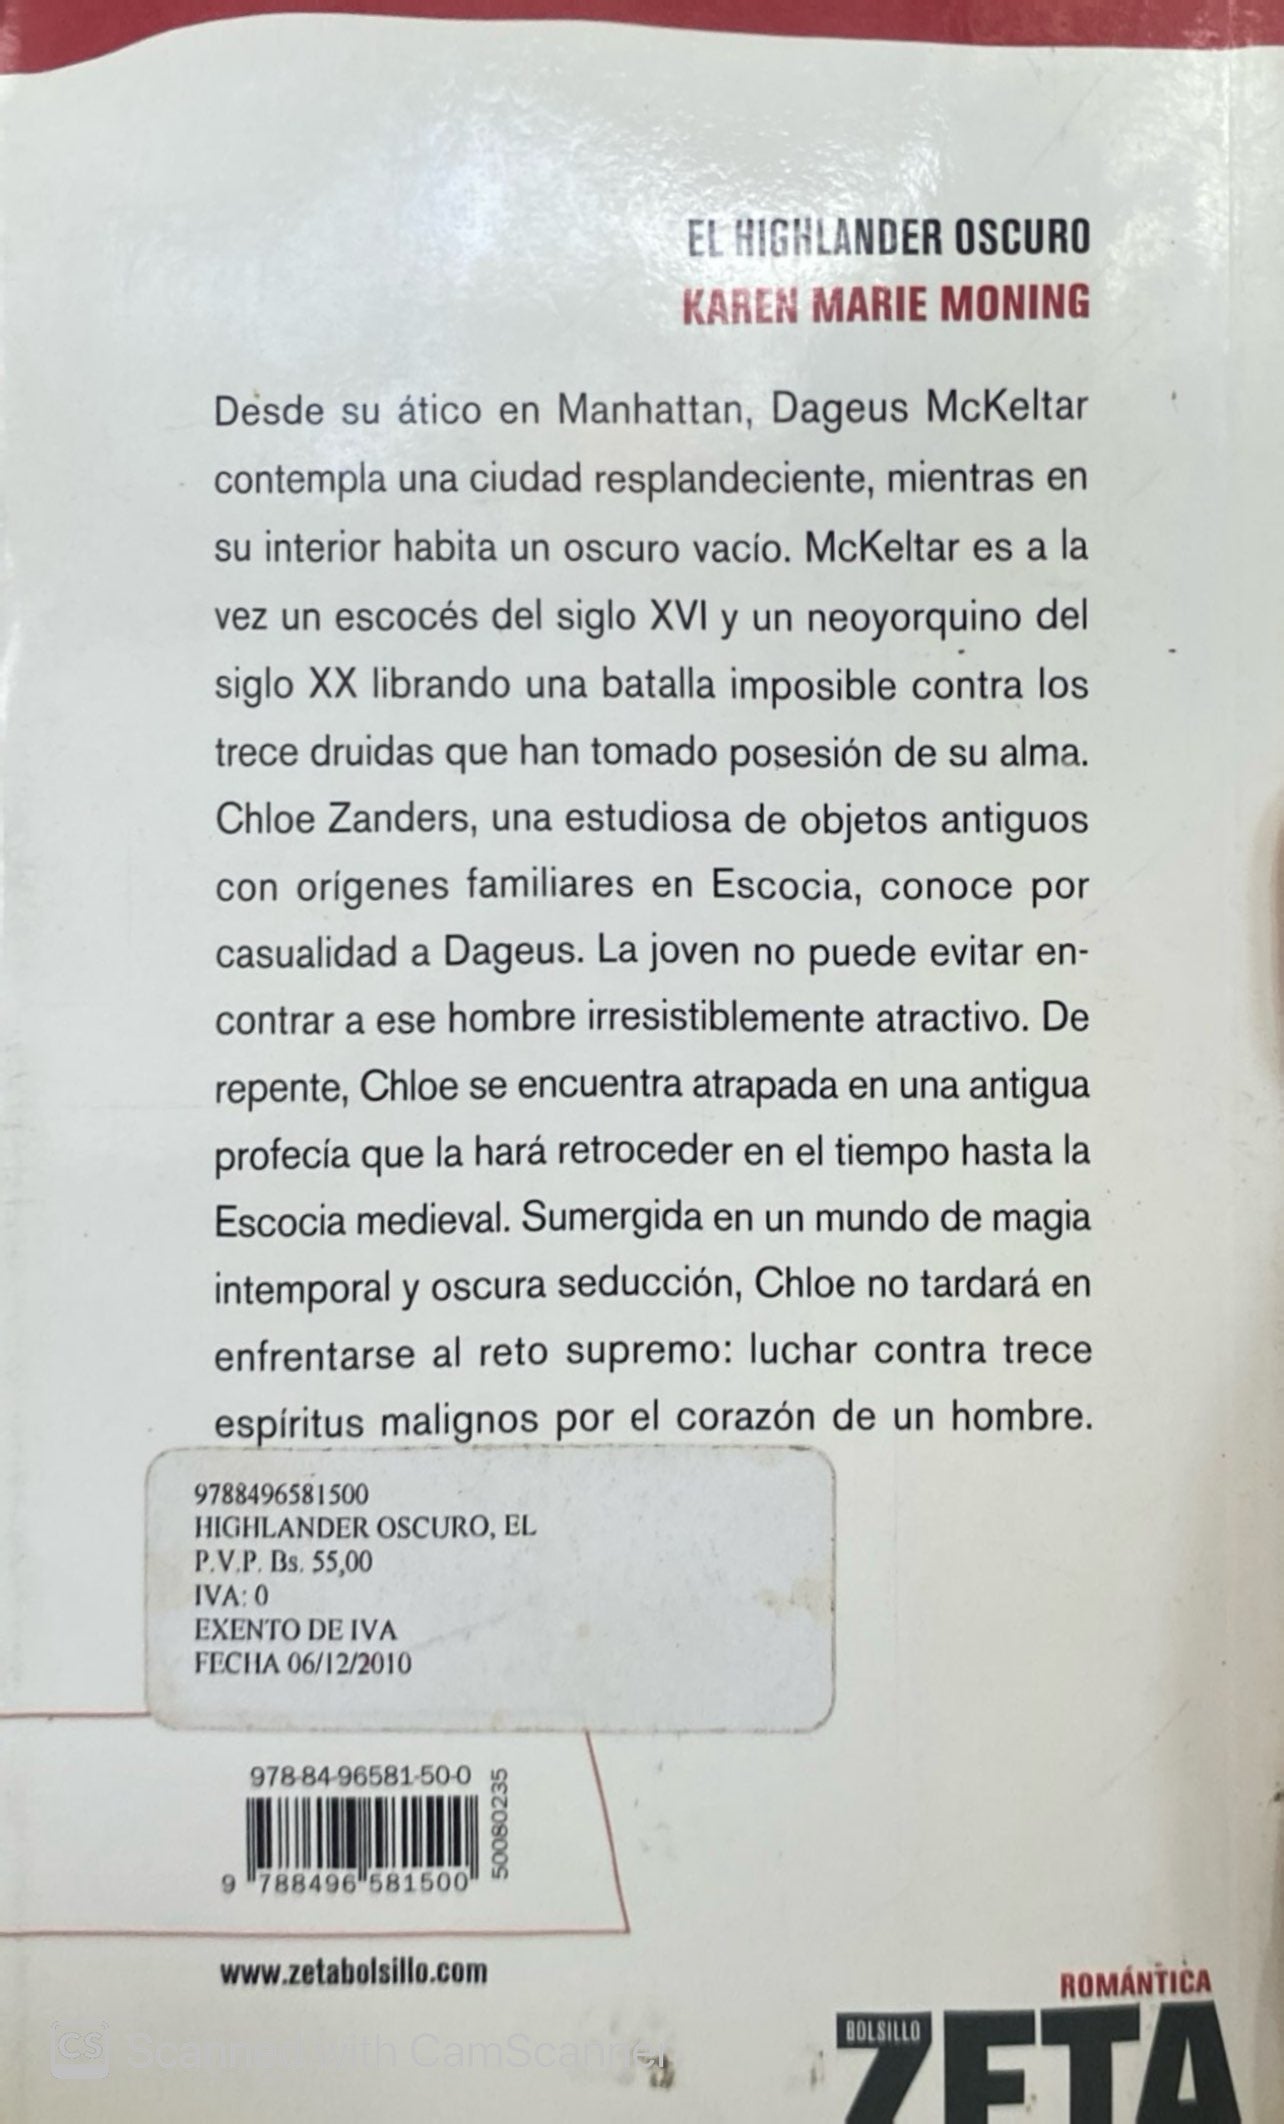 EL HIGHLANDER OSCURO
KAREN MARIE MONING
Desde su ático en Manhattan, Dageus McKeltar
contempla una ciudad resplandeciente, mientras en
su interior habita un oscuro vacío. McKeltar es a la
vez un escocés del siglo XVI y un neoyorquino del
siglo XX librando una batalla imposible contra los
trece druidas que han tomado posesión de su alma.
Chloe Zanders, una estudiosa de objetos antiguos
con orígenes familiares en Escocia, conoce por
casualidad a Dageus. La joven no puede evitar en-
contrar a ese hombre irresistiblemente atractivo. De
repente, Chloe se encuentra atrapada en una antigua
profecía que la hará retroceder en el tiempo hasta la
Escocia medieval. Sumergida en un mundo de magia
intemporal y oscura seducción, Chloe no tardará en
enfrentarse al reto supremo: luchar contra trece
espíritus malignos por el corazón de un hombre.
9788496581500
HIGHLANDER OSCURO, EL
P.V.P. Bs. 55,00
IVA: 0
EXENTO DE IVA
FECHA 06/12/2010
978-84-96581-50-0
50080235
9 788496 581500
www.zetabolsillo.com
ROMÁNTICA
BOLSILLO
ZETA
CS Scanned with CamScanner